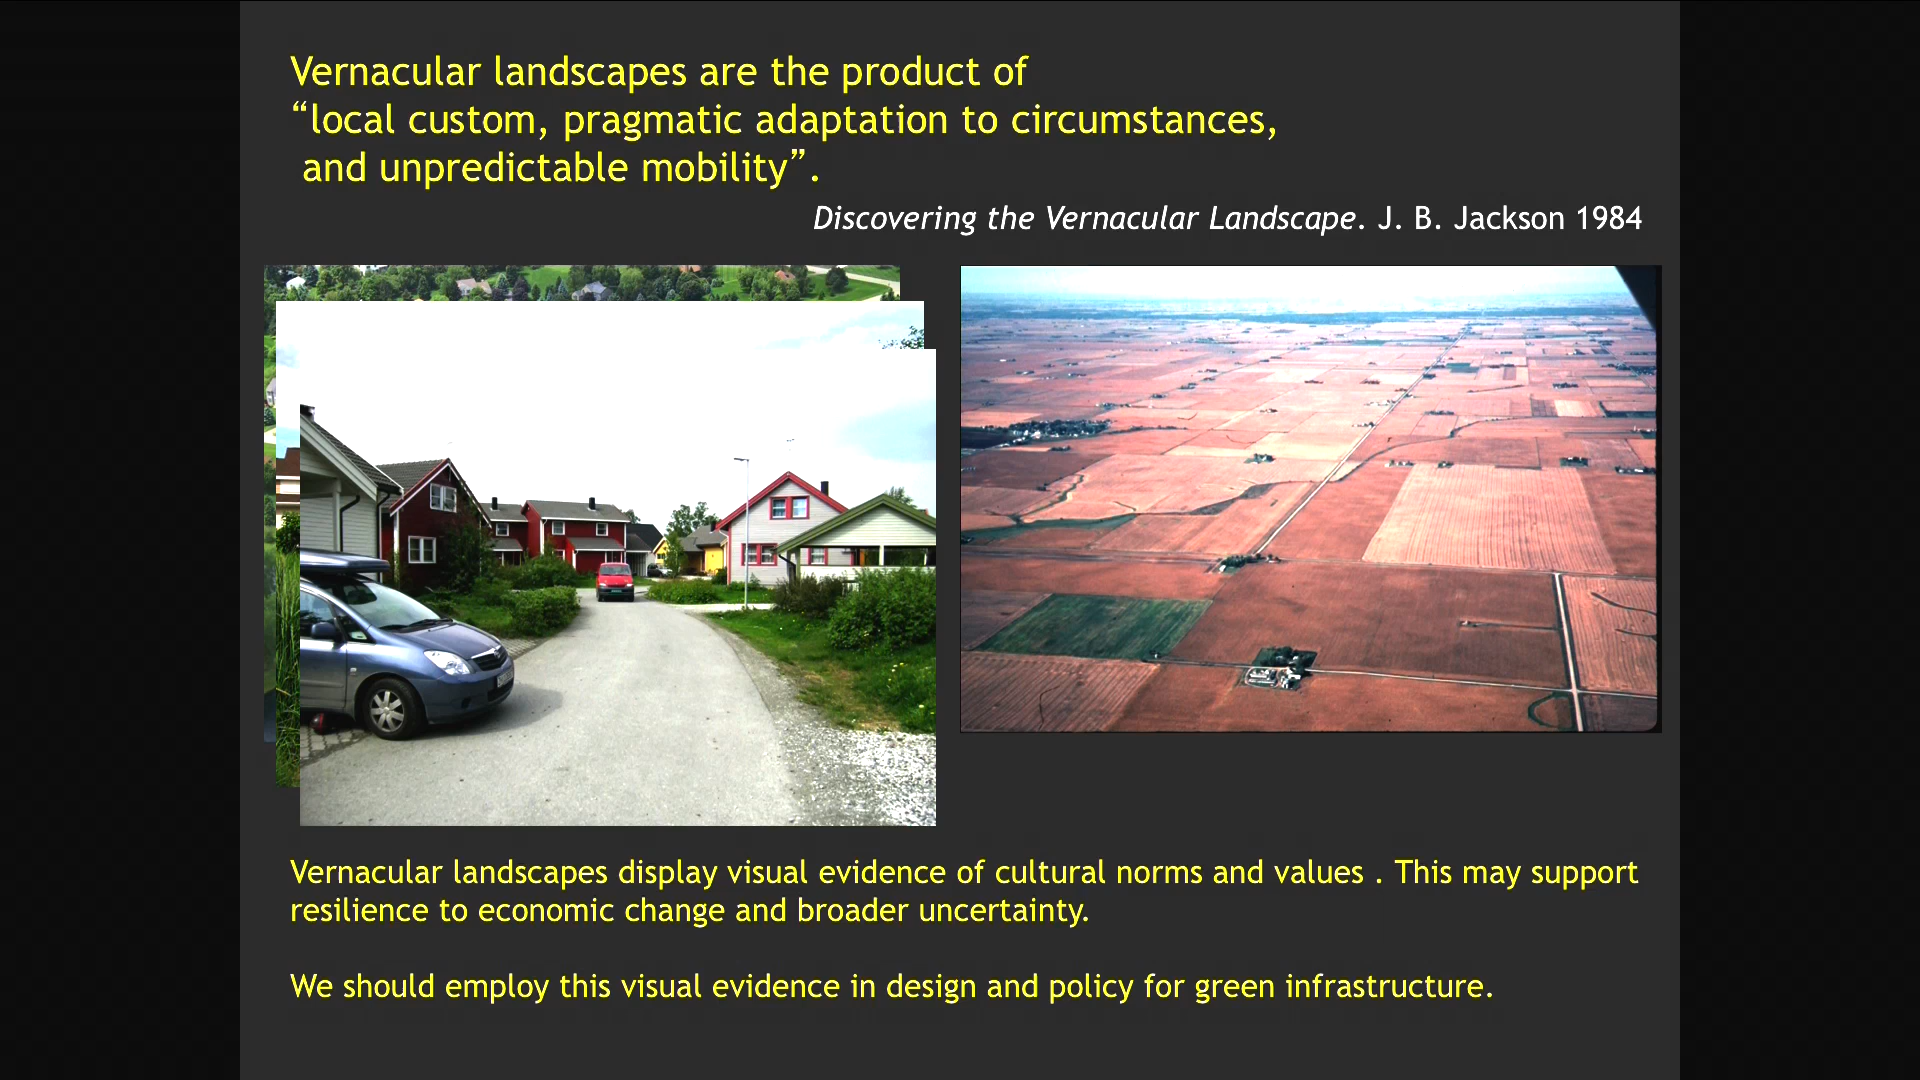 Vernacular landscapes are the product of
“local custom, pragmatic adaptation to circumstances,
and unpredictable mobility”.
Discovering the Vernacular Landscape. J. B. Jackson 1984
Vernacular landscapes display visual evidence of cultural norms and values . This may support
resilience to economic change and broader uncertainty.
We should employ this visual evidence in design and policy for green infrastructure.